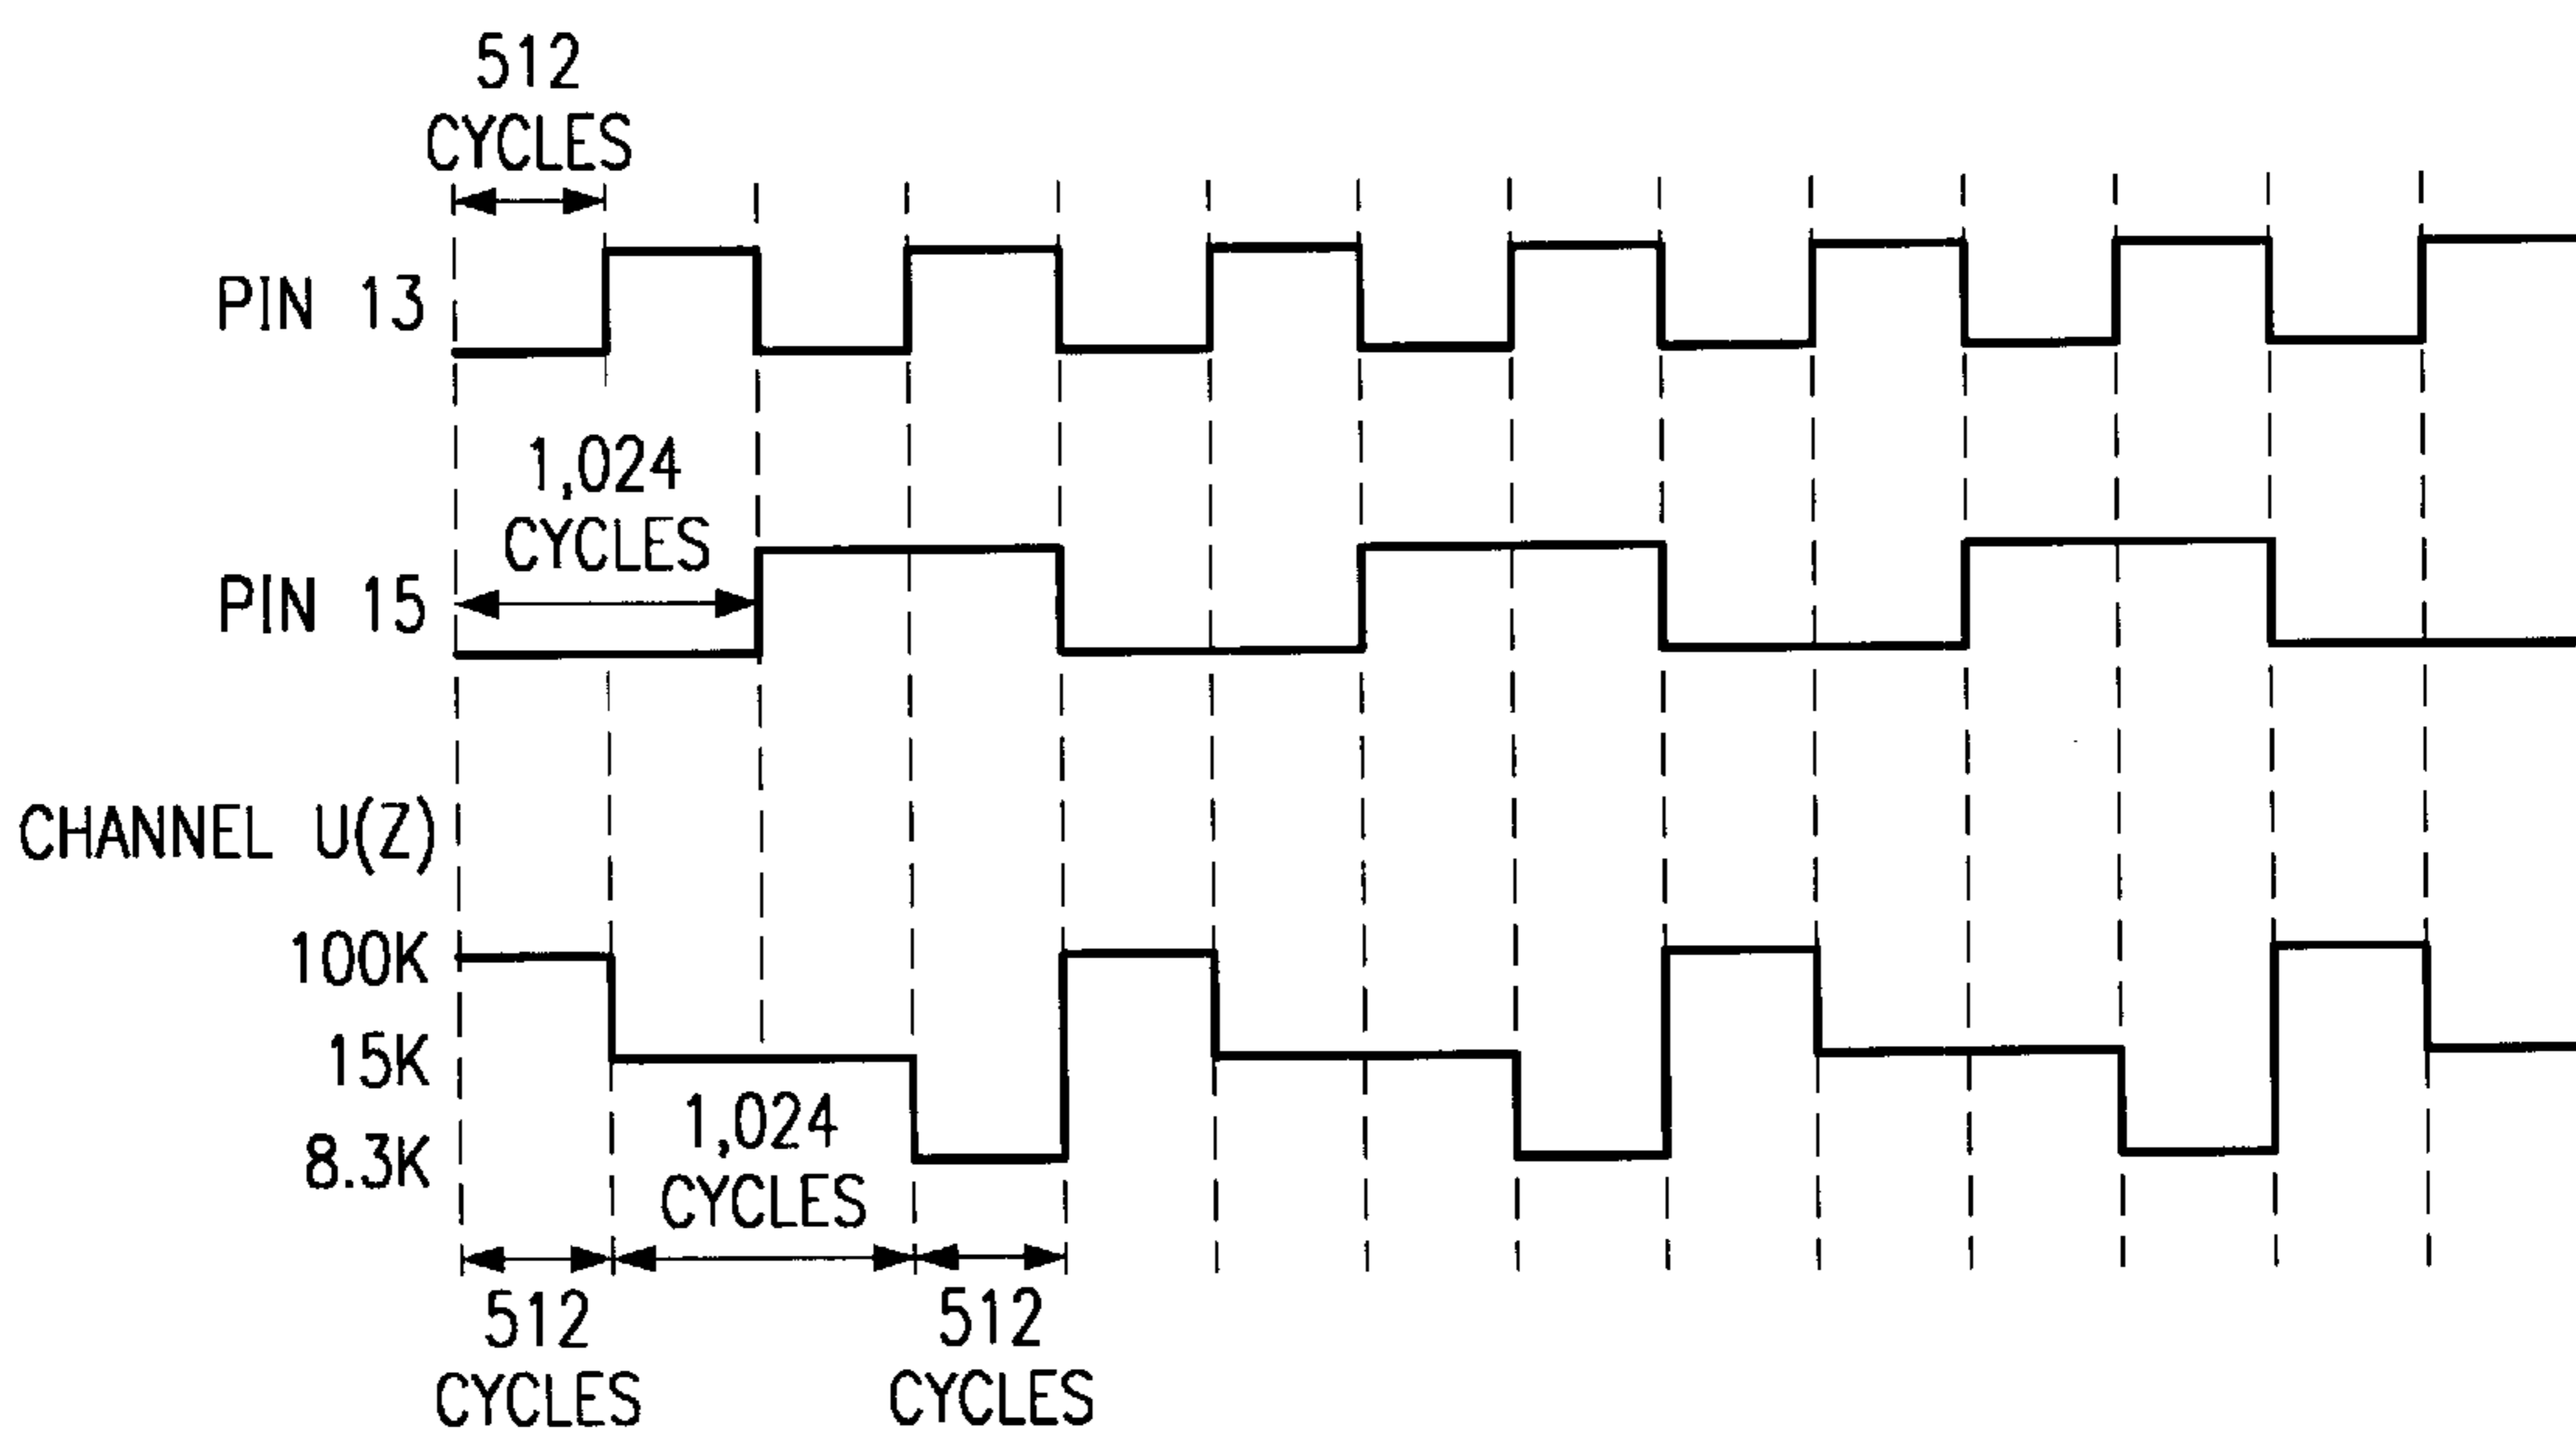 512
CYCLES
PIN 13
1,024
CYCLES
PIN 15
CHANNEL U(Z)
100K
15K
8.3K
1,024
CYCLES
512
CYCLES
512
CYCLES